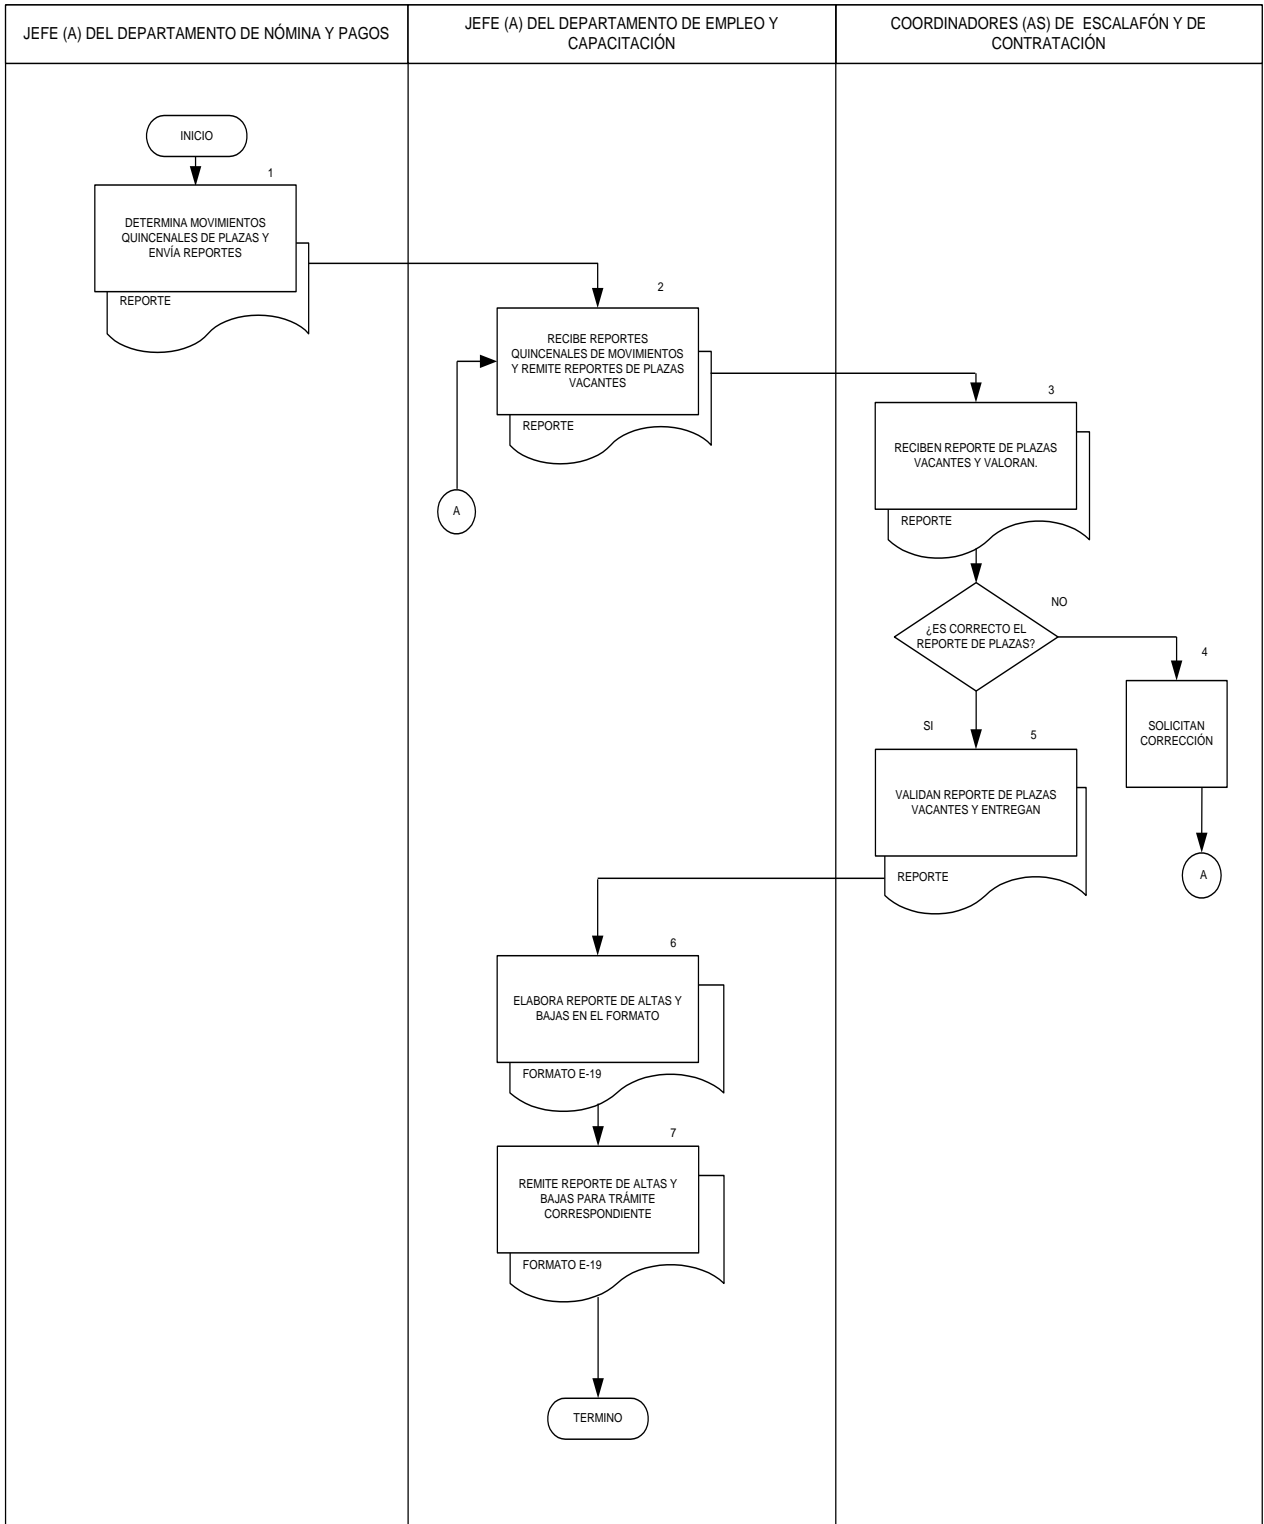 JEFE (A) DEL DEPARTAMENTO DE NÓMINA Y PAGOS
JEFE (A) DEL DEPARTAMENTO DE EMPLEO Y
CAPACITACIÓN
COORDINADORES (AS) DE ESCALAFÓN Y DE
CONTRATACIÓN
INICIO
1
DETERMINA MOVIMIENTOS
QUINCENALES DE PLAZAS Y
ENVÍA REPORTES
REPORTE
2
RECIBE REPORTES
QUINCENALES DE MOVIMIENTOS
Y REMITE REPORTES DE PLAZAS
VACANTES
REPORTE
A
3
RECIBEN REPORTE DE PLAZAS
VACANTES Y VALORAN.
REPORTE
¿ES CORRECTO EL
REPORTE DE PLAZAS?
NO
4
SOLICITAN
CORRECCIÓN
A
SI
5
VALIDAN REPORTE DE PLAZAS
VACANTES Y ENTREGAN
REPORTE
6
ELABORA REPORTE DE ALTAS Y
BAJAS EN EL FORMATO
FORMATO E-19
7
REMITE REPORTE DE ALTAS Y
BAJAS PARA TRÁMITE
CORRESPONDIENTE
FORMATO E-19
TERMINO